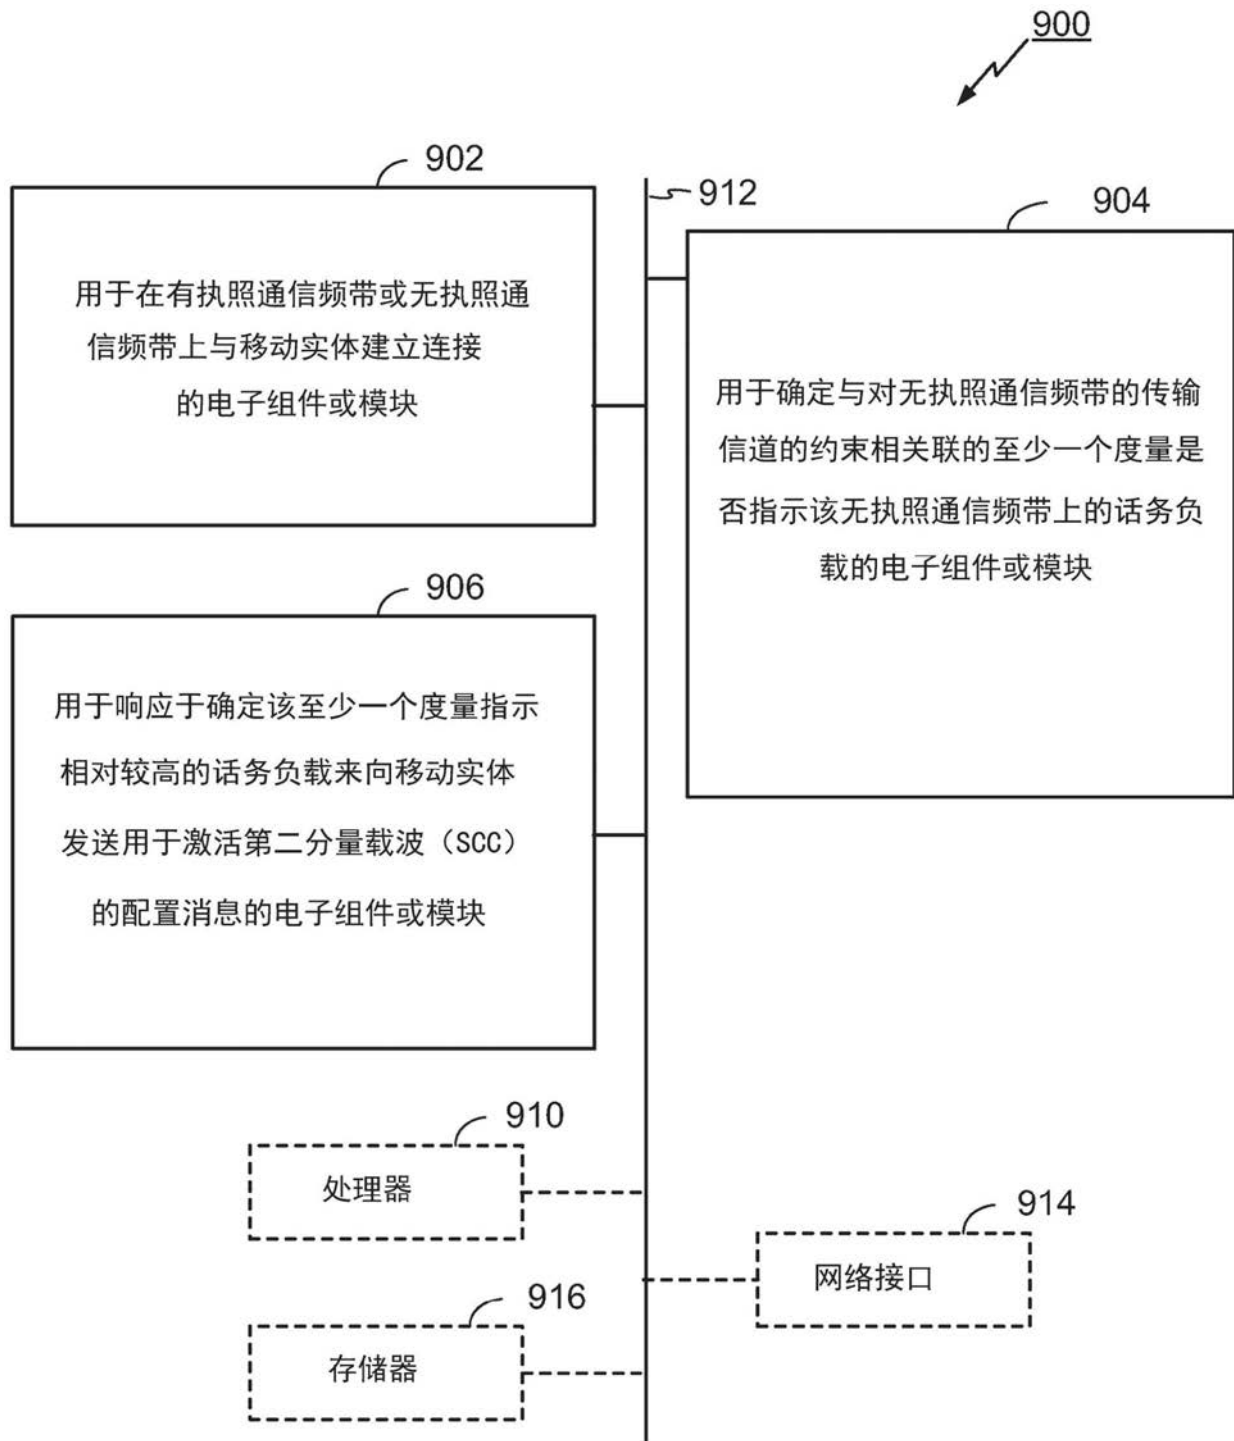 900
902
912
904
用于在有执照通信频带或无执照通
信频带上与移动实体建立连接
的电子组件或模块
用于确定与对无执照通信频带的传输
信道的约束相关联的至少一个度量是
否指示该无执照通信频带上的话务负
载的电子组件或模块
906
用于响应于确定该至少一个度量指示
相对较高的话务负载来向移动实体
发送用于激活第二分量载波（SCC）
的配置消息的电子组件或模块
910
处理器
914
网络接口
916
存储器